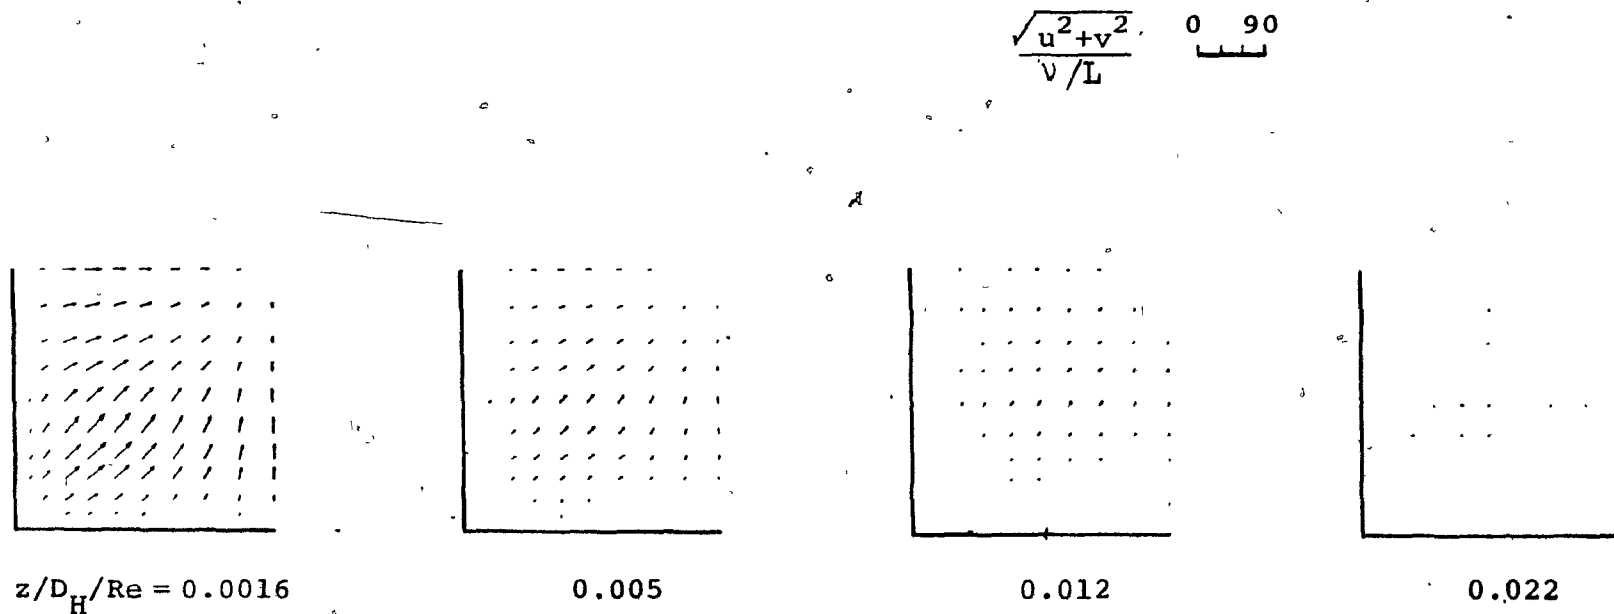 √u²+v² / ν/L 0 90
z/D_H/Re = 0.0016 0.005 0.012 0.022